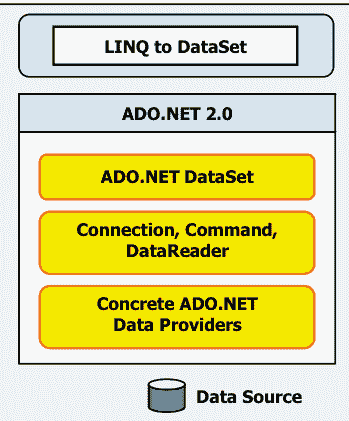 LINQ to DataSet
ADO.NET 2.0
ADO.NET DataSet
Connection, Command,
DataReader
Concrete ADO.NET
Data Providers
Data Source